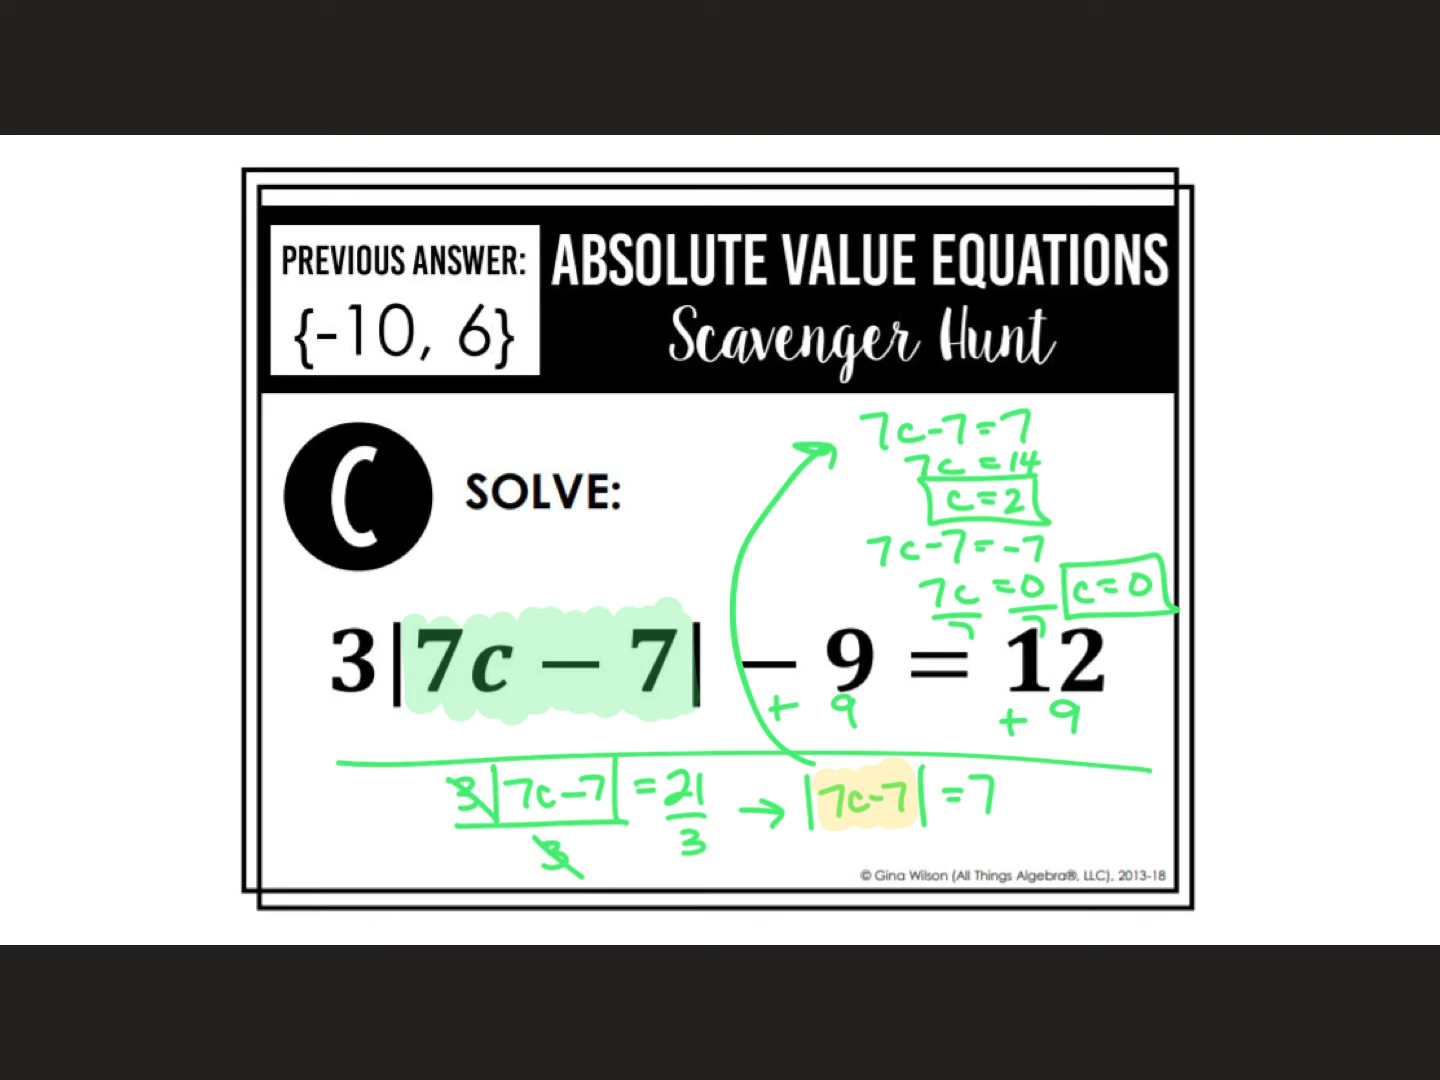 PREVIOUS ANSWER:
{-10, 6}
ABSOLUTE VALUE EQUATIONS
Scavenger Hunt
C
SOLVE:
7c-7=7
7c =14
c=2
7c-7=-7
7c =0
7 7
c=0
3|7c − 7| − 9 = 12
+ 9 + 9
3|7c-7| = 21 → |7c-7| =7
3 3
© Gina Wilson (All Things Algebra®, LLC), 2013-18